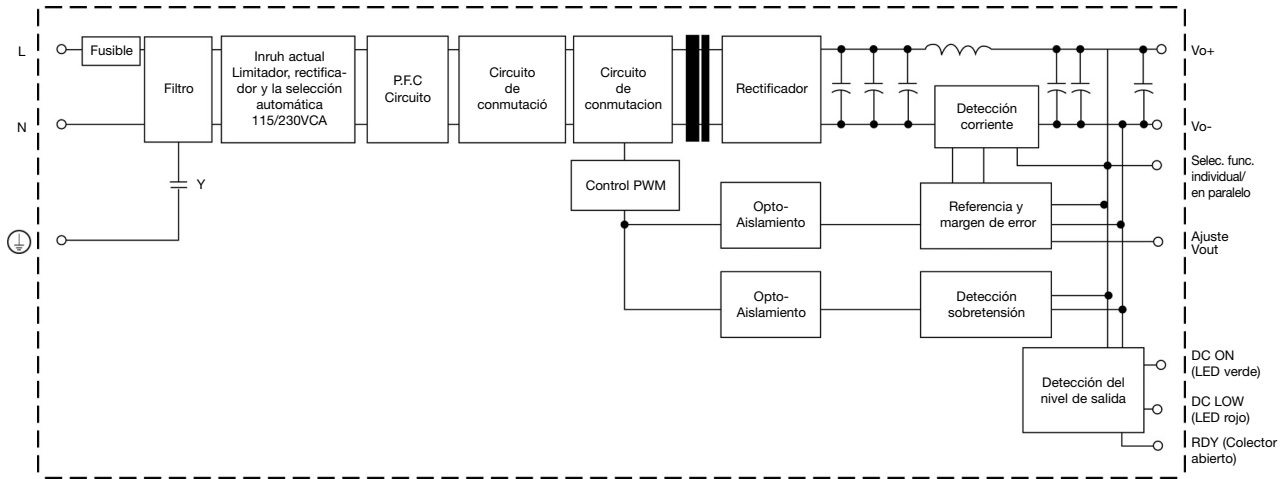 L
Fusible
Filtro
Inruh actual
Limitador, rectifica-
dor y la selección
automática
115/230VCA
P.F.C
Circuito
Circuito
de
conmutació
Circuito
de
conmutacion
Rectificador
Vo+
N
Detección
corriente
Vo-
Y
Control PWM
Selec. func.
individual/
en paralelo
Opto-
Aislamiento
Referencia y
margen de error
Ajuste
Vout
Opto-
Aislamiento
Detección
sobretensión
Detección del
nivel de salida
DC ON
(LED verde)
DC LOW
(LED rojo)
RDY (Colector
abierto)